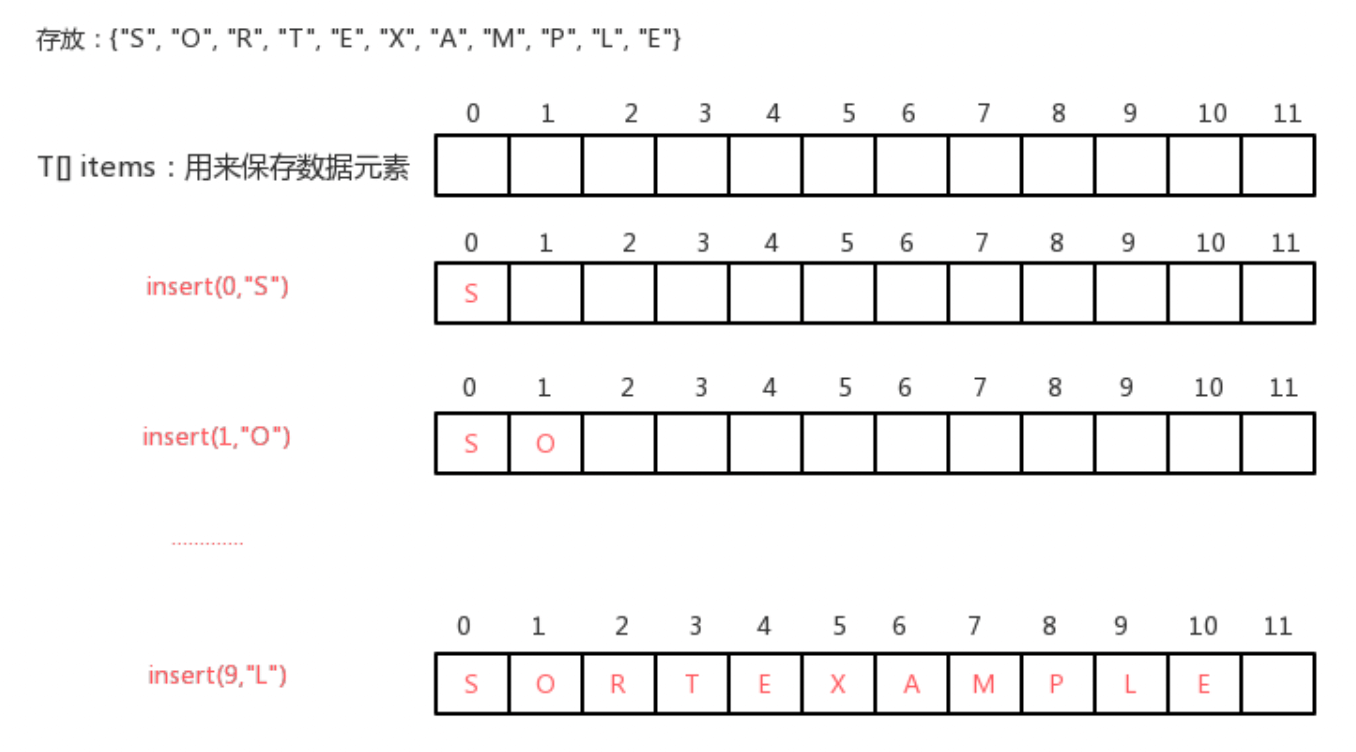 存放：{"S", "O", "R", "T", "E", "X", "A", "M", "P", "L", "E"}
0 1 2 3 4 5 6 7 8 9 10 11
T[] items：用来保存数据元素
0 1 2 3 4 5 6 7 8 9 10 11
insert(0,"S") S
0 1 2 3 4 5 6 7 8 9 10 11
insert(1,"O") S O
.............
0 1 2 3 4 5 6 7 8 9 10 11
insert(9,"L") S O R T E X A M P L E